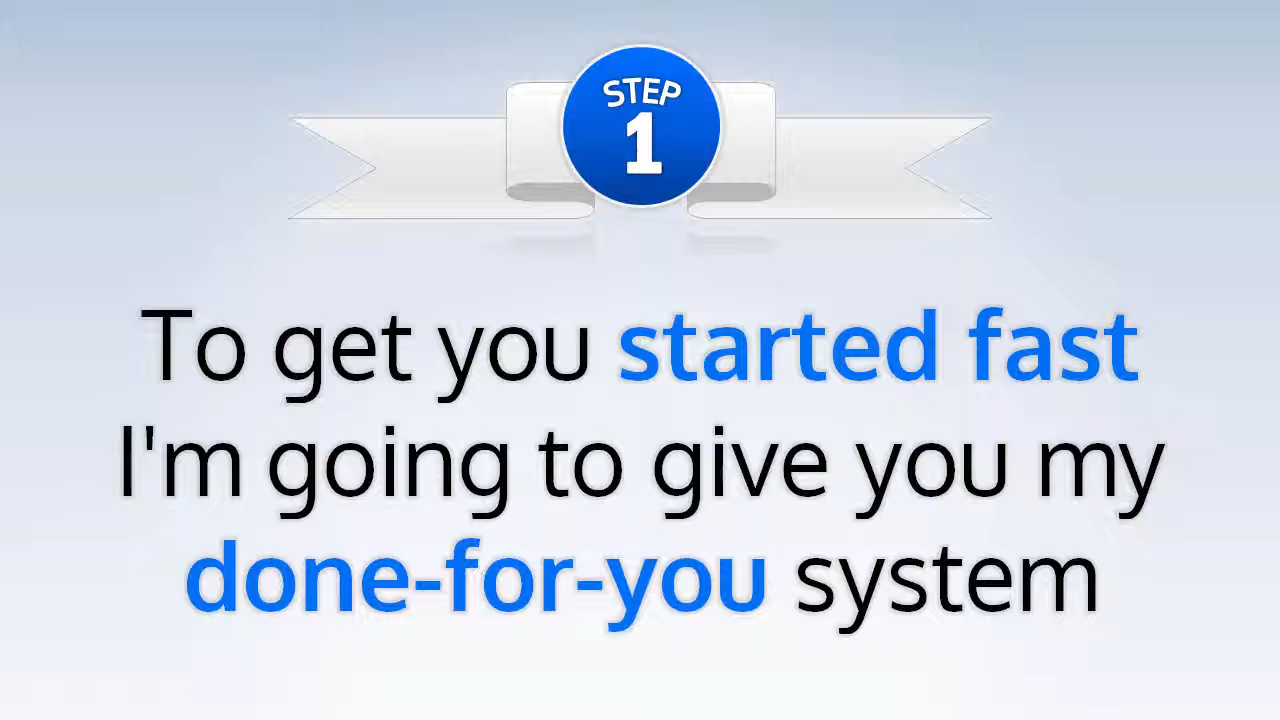 STEP
1
To get you started fast
I'm going to give you my
done-for-you system